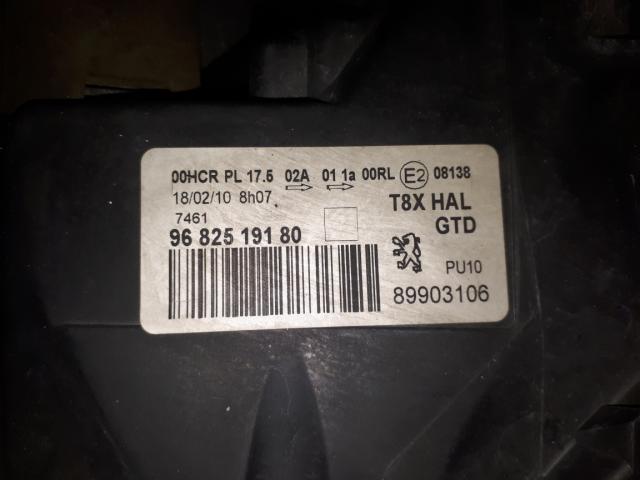 00HCR PL 17.5 02A 01 1a 00RL E2 08138
18/02/10 8h07
T8X HAL
7461
GTD
96 825 191 80
PU10
89903106